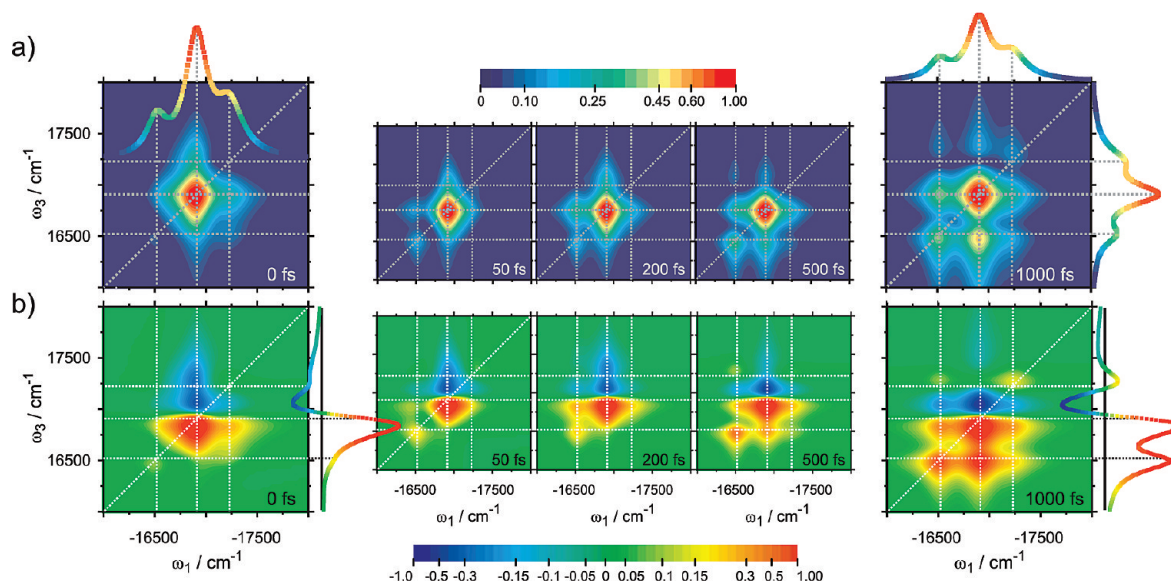 a)
0 0.10 0.25 0.45 0.60 1.00
17500
16500
ω3 / cm-1
0 fs
50 fs
200 fs
500 fs
1000 fs
b)
17500
16500
ω3 / cm-1
0 fs
50 fs
200 fs
500 fs
1000 fs
-16500 -17500
-16500 -17500
-16500 -17500
-16500 -17500
-16500 -17500
ω1 / cm-1
ω1 / cm-1
ω1 / cm-1
ω1 / cm-1
ω1 / cm-1
-1.0 -0.5 -0.3 -0.15 -0.1 -0.05 0 0.05 0.1 0.15 0.3 0.5 1.00